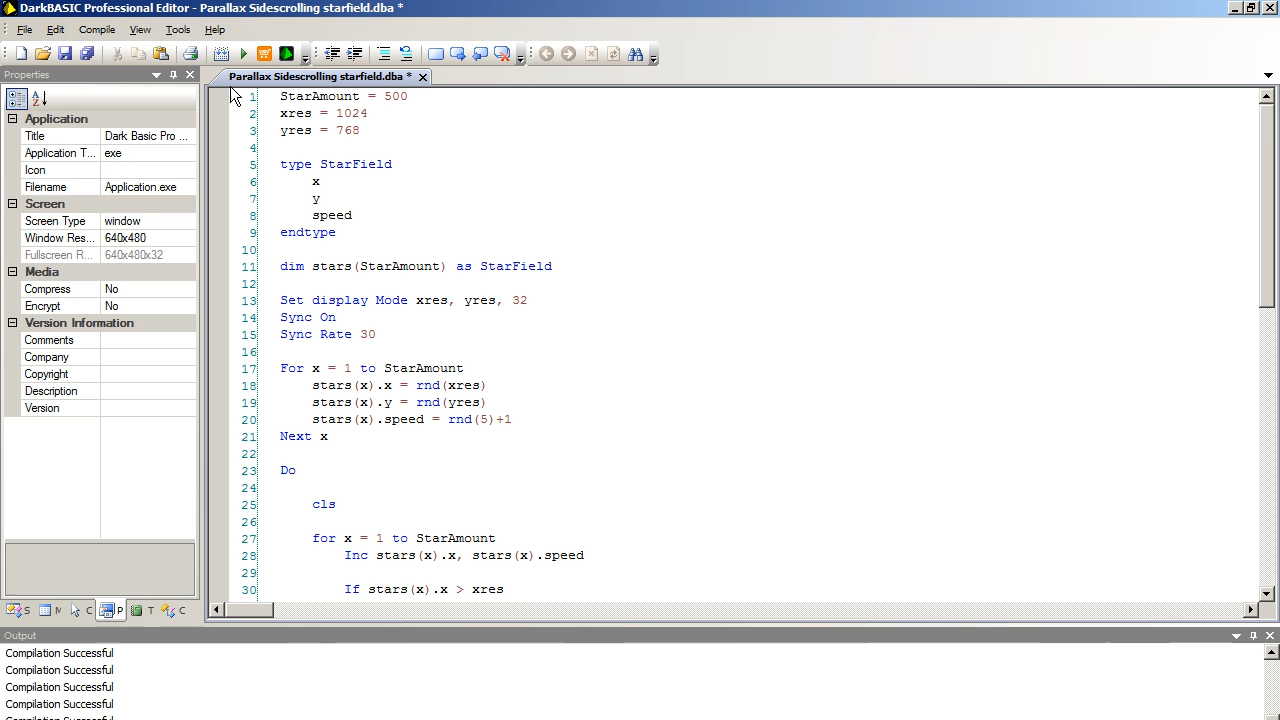 DarkBASIC Professional Editor - Parallax Sidescrolling starfield.dba *
File Edit Compile View Tools Help
Properties
Parallax Sidescrolling starfield.dba *
Application
Title Dark Basic Pro ...
Application T... exe
Icon
Filename Application.exe
Screen
Screen Type window
Window Res... 640x480
Fullscreen R... 640x480x32
Media
Compress No
Encrypt No
Version Information
Comments
Company
Copyright
Description
Version
S M C P T C
1 StarAmount = 500
2 xres = 1024
3 yres = 768
4
5 type StarField
6 x
7 y
8 speed
9 endtype
10
11 dim stars(StarAmount) as StarField
12
13 Set display Mode xres, yres, 32
14 Sync On
15 Sync Rate 30
16
17 For x = 1 to StarAmount
18 stars(x).x = rnd(xres)
19 stars(x).y = rnd(yres)
20 stars(x).speed = rnd(5)+1
21 Next x
22
23 Do
24
25 cls
26
27 for x = 1 to StarAmount
28 Inc stars(x).x, stars(x).speed
29
30 If stars(x).x > xres
Output
Compilation Successful
Compilation Successful
Compilation Successful
Compilation Successful
Compilation Successful